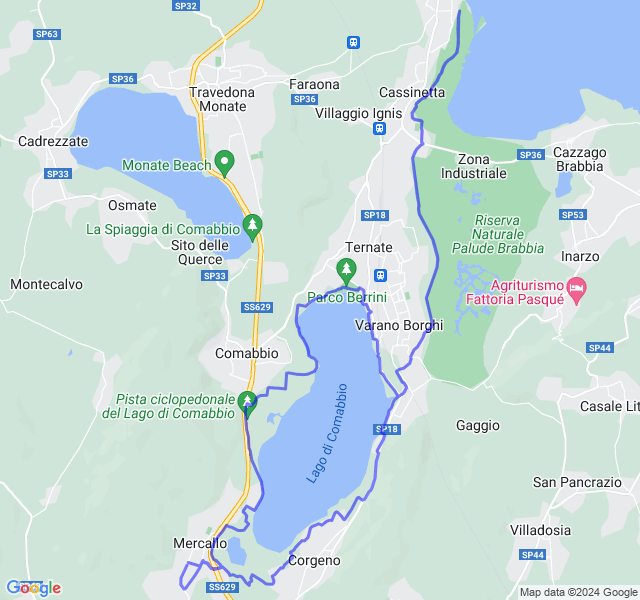 SP32
SP63
SP36
Travedona
Monate
Faraona
SP36
Cassinetta
Villaggio Ignis
Cadrezzate
SP33
Monate Beach
Zona
Industriale
SP36
Cazzago
Brabbia
Osmate
La Spiaggia di Comabbio
Sito delle
Querce
SP18
SP53
Riserva
Naturale
Palude Brabbia
Ternate
Inarzo
SP33
Montecalvo
Parco Berrini
Agriturismo
Fattoria Pasqué
SS629
Varano Borghi
Comabbio
SP44
Pista ciclopedonale
del Lago di Comabbio
Lago di Comabbio
SP18
Gaggio
Casale Lit
San Pancrazio
Mercallo
Corgeno
Villadosia
SP44
SS629
Google
Map data ©2024 Google